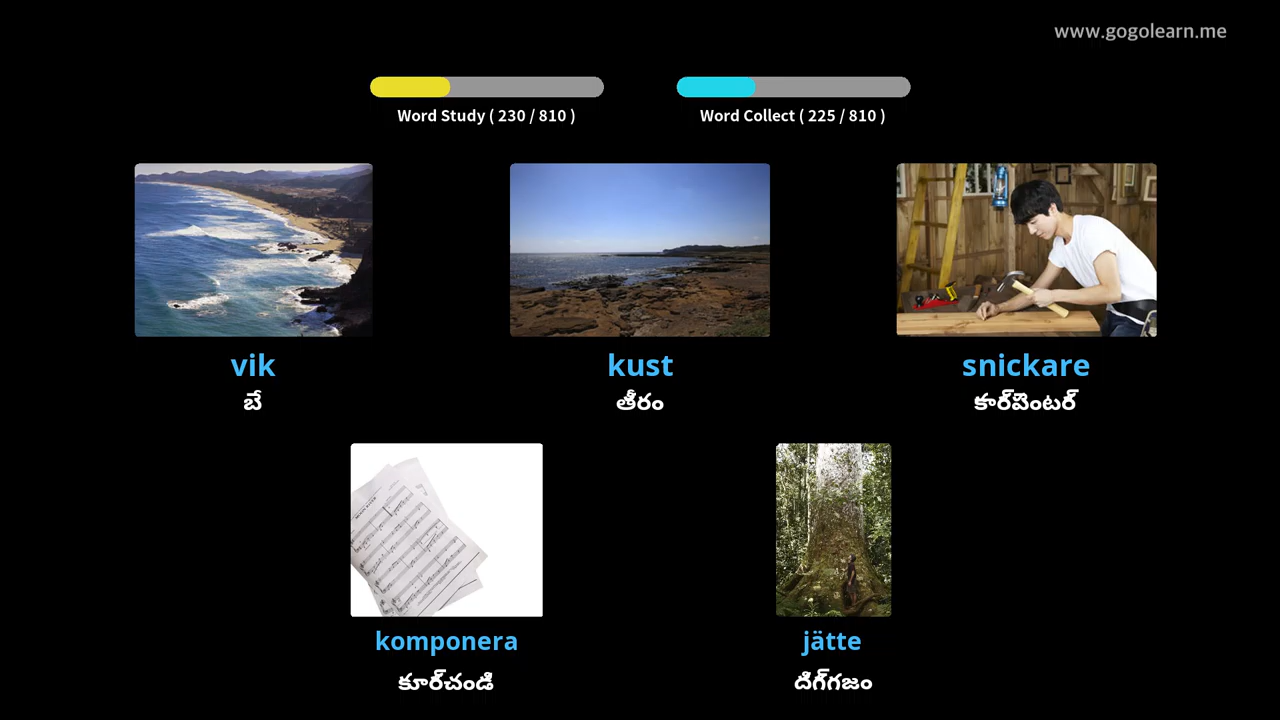 www.gogolearn.me
Word Study ( 230 / 810 )
Word Collect ( 225 / 810 )
vik
బే
kust
తీరం
snickare
కార్‌పెంటర్
komponera
కూర్‌చండి
jätte
దిగ్‌గజం